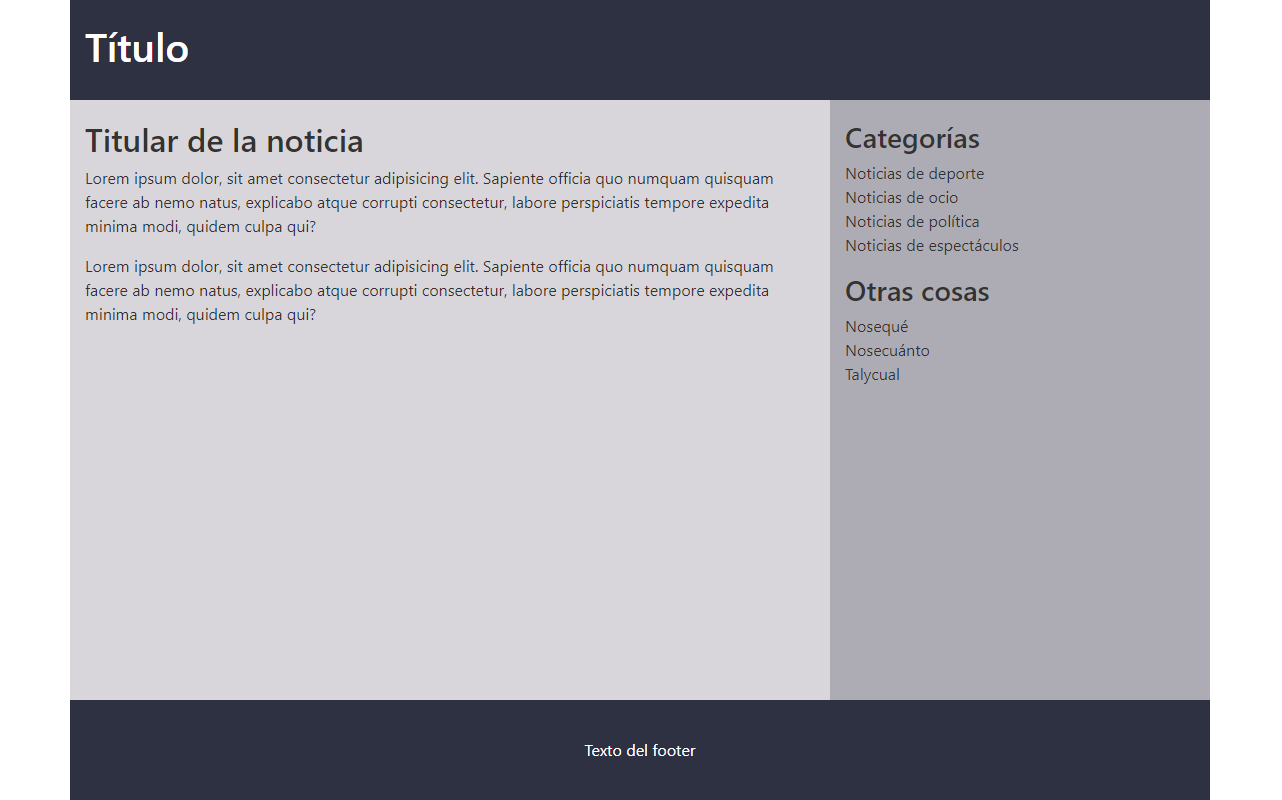 Título
Titular de la noticia
Lorem ipsum dolor, sit amet consectetur adipisicing elit. Sapiente officia quo numquam quisquam
facere ab nemo natus, explicabo atque corrupti consectetur, labore perspiciatis tempore expedita
minima modi, quidem culpa qui?
Lorem ipsum dolor, sit amet consectetur adipisicing elit. Sapiente officia quo numquam quisquam
facere ab nemo natus, explicabo atque corrupti consectetur, labore perspiciatis tempore expedita
minima modi, quidem culpa qui?
Categorías
Noticias de deporte
Noticias de ocio
Noticias de política
Noticias de espectáculos
Otras cosas
Nosequé
Nosecuánto
Talycual
Texto del footer